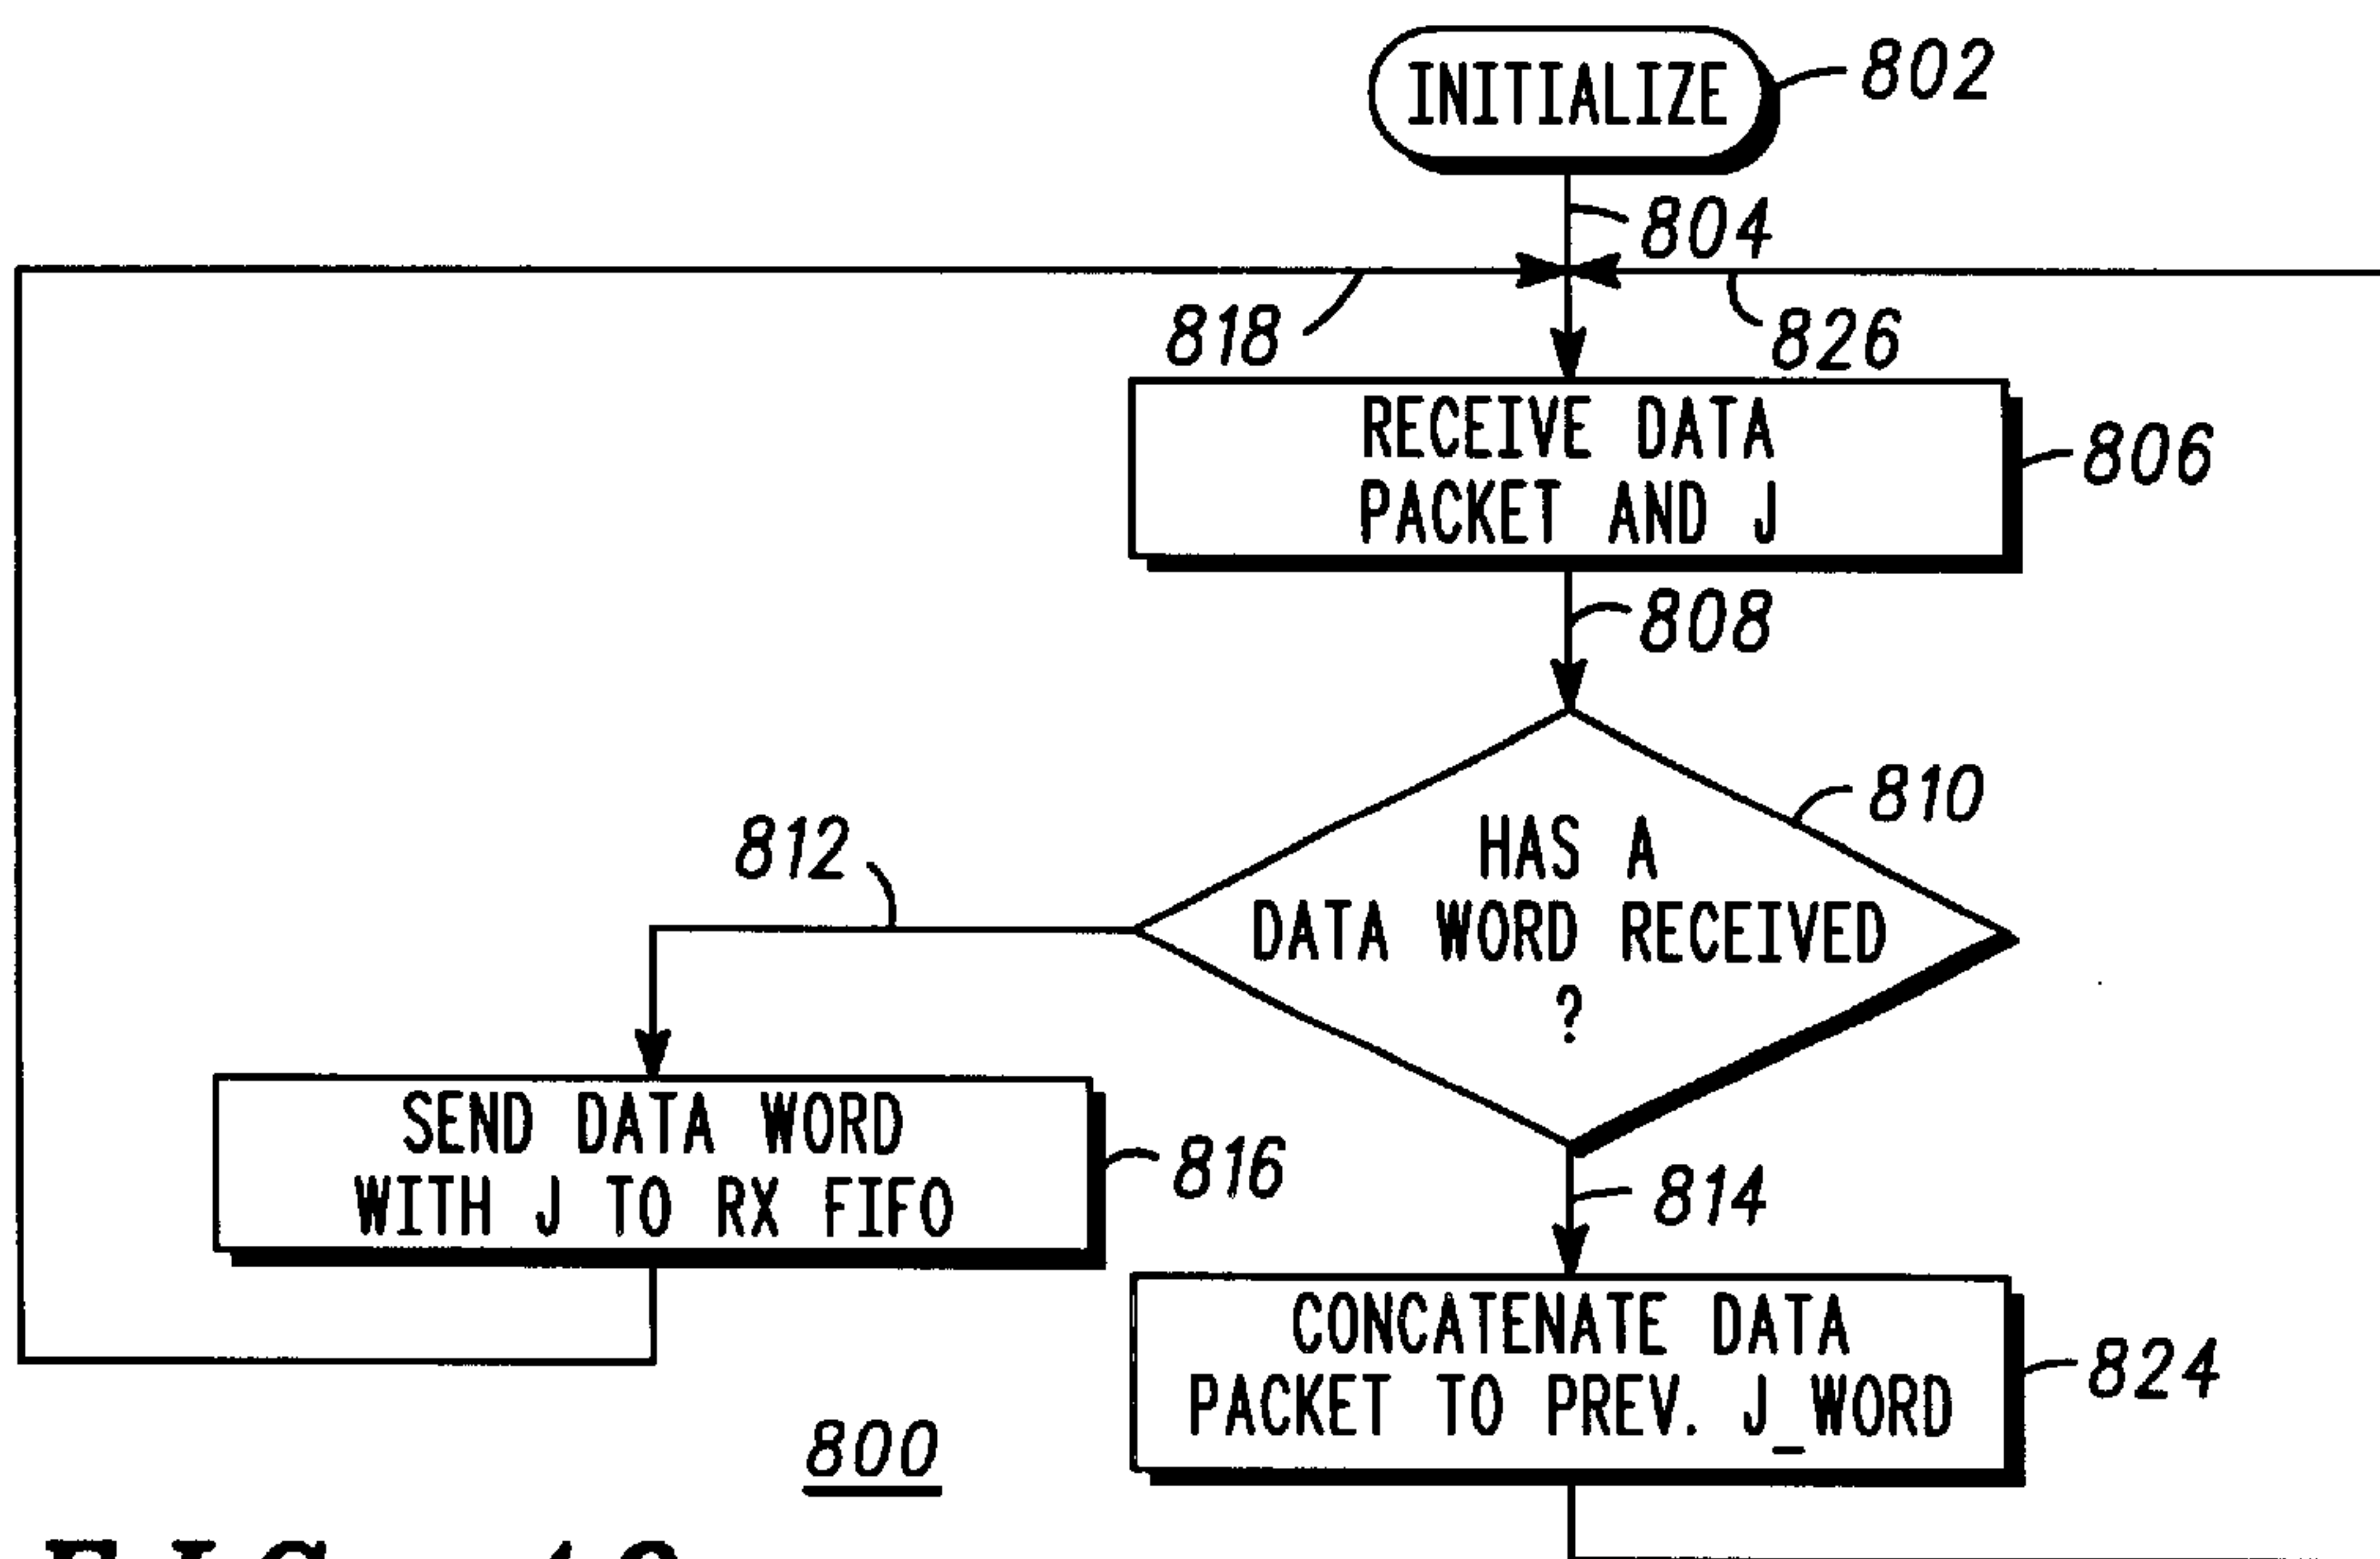 INITIALIZE
802
804
818
826
RECEIVE DATA
PACKET AND J
806
808
810
HAS A
DATA WORD RECEIVED
?
812
SEND DATA WORD
WITH J TO RX FIFO
816
814
CONCATENATE DATA
PACKET TO PREV. J_WORD
824
800